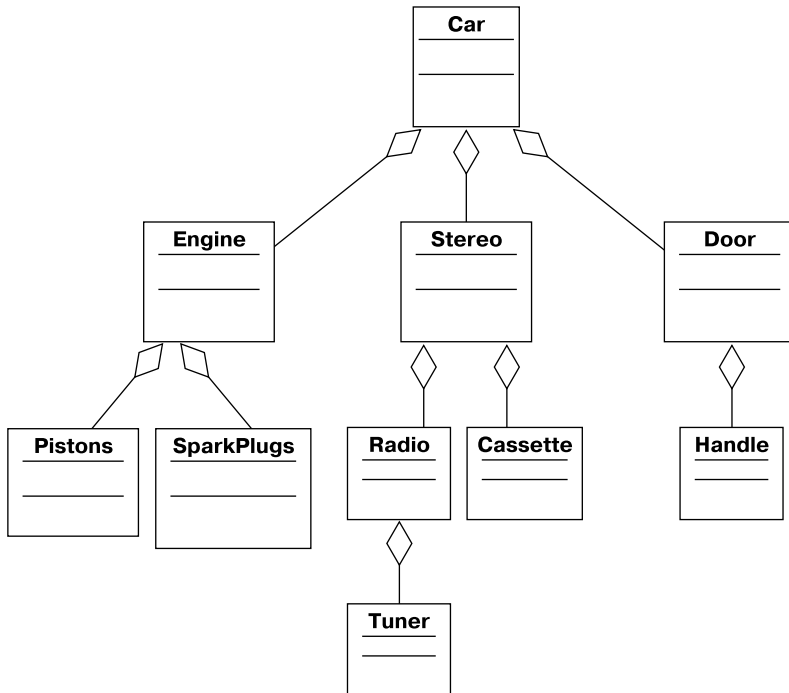 Car
Engine
Stereo
Door
Pistons
SparkPlugs
Radio
Cassette
Handle
Tuner